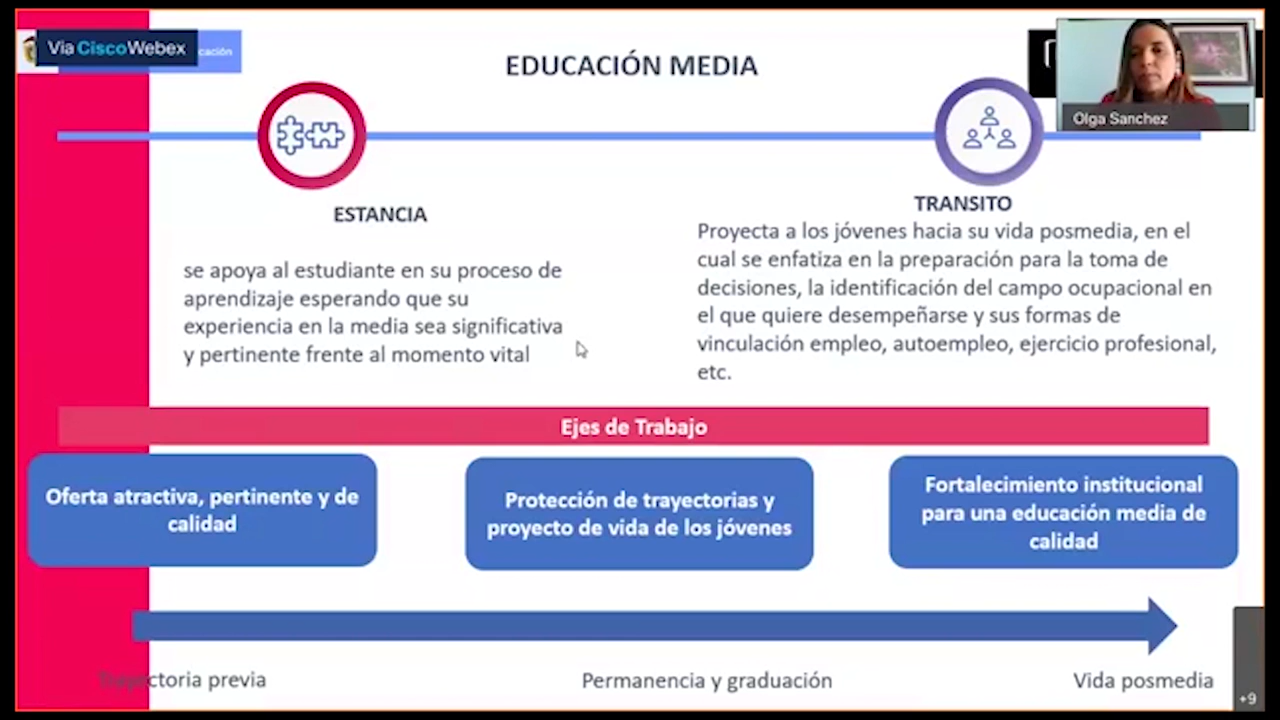 Via CiscoWebex
cación
EDUCACIÓN MEDIA
Olga Sanchez
ESTANCIA
se apoya al estudiante en su proceso de
aprendizaje esperando que su
experiencia en la media sea significativa
y pertinente frente al momento vital
TRANSITO
Proyecta a los jóvenes hacia su vida posmedia, en el
cual se enfatiza en la preparación para la toma de
decisiones, la identificación del campo ocupacional en
el que quiere desempeñarse y sus formas de
vinculación empleo, autoempleo, ejercicio profesional,
etc.
Ejes de Trabajo
Oferta atractiva, pertinente y de
calidad
Protección de trayectorias y
proyecto de vida de los jóvenes
Fortalecimiento institucional
para una educación media de
calidad
Trayectoria previa
Permanencia y graduación
Vida posmedia
+9